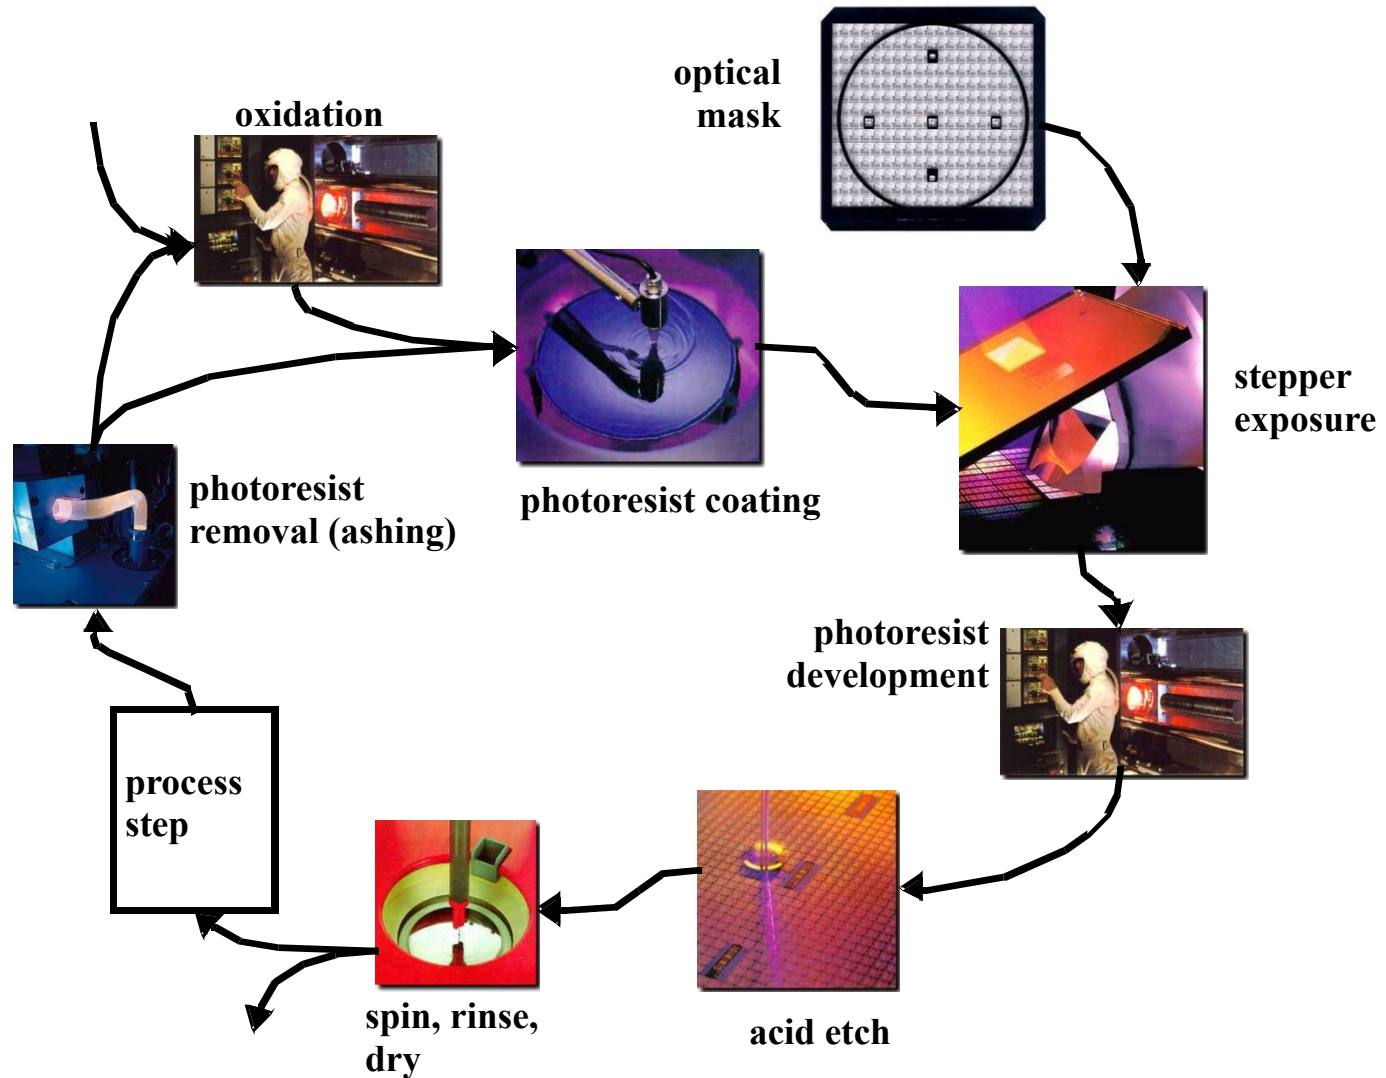 optical
mask
oxidation
stepper
exposure
photoresist
removal (ashing)
photoresist coating
photoresist
development
process
step
spin, rinse,
dry
acid etch